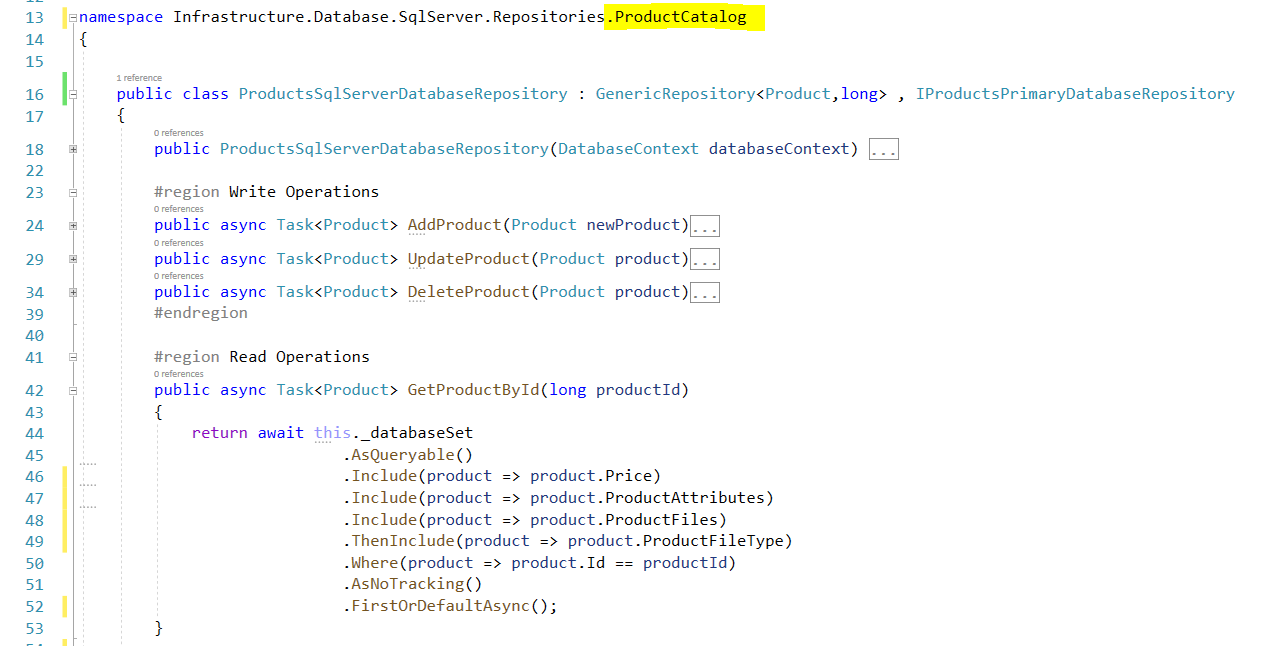 13 namespace Infrastructure.Database.SqlServer.Repositories.ProductCatalog
14 {
15
1 reference
16 public class ProductsSqlServerDatabaseRepository : GenericRepository<Product,long> , IProductsPrimaryDatabaseRepository
17 {
0 references
18 public ProductsSqlServerDatabaseRepository(DatabaseContext databaseContext) ...
22
23 #region Write Operations
0 references
24 public async Task<Product> AddProduct(Product newProduct)...
0 references
29 public async Task<Product> UpdateProduct(Product product)...
0 references
34 public async Task<Product> DeleteProduct(Product product)...
39 #endregion
40
41 #region Read Operations
0 references
42 public async Task<Product> GetProductById(long productId)
43 {
44 return await this._databaseSet
45 .AsQueryable()
46 .Include(product => product.Price)
47 .Include(product => product.ProductAttributes)
48 .Include(product => product.ProductFiles)
49 .ThenInclude(product => product.ProductFileType)
50 .Where(product => product.Id == productId)
51 .AsNoTracking()
52 .FirstOrDefaultAsync();
53 }